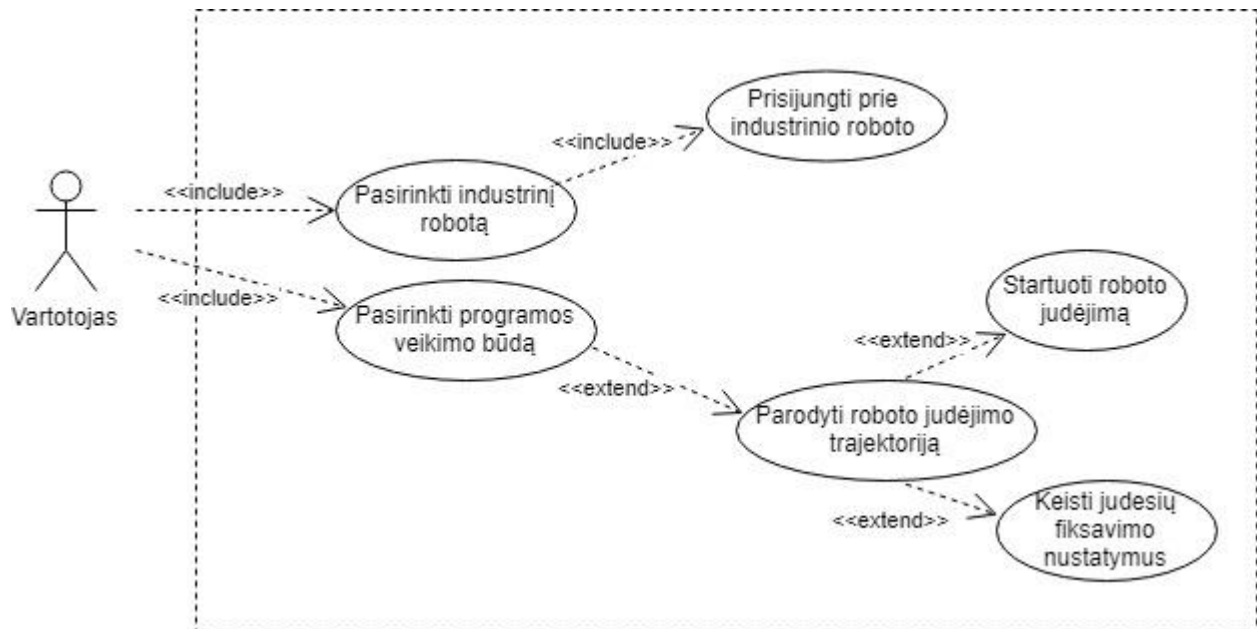 Prisijungti prie
industrinio roboto
<<include>>
<<include>>
Pasirinkti industrinį
robotą
Vartotojas
<<include>>
Pasirinkti programos
veikimo būdą
Startuoti roboto
judėjimą
<<extend>>
<<extend>>
Parodyti roboto judėjimo
trajektoriją
<<extend>>
Keisti judesių
fiksavimo
nustatymus